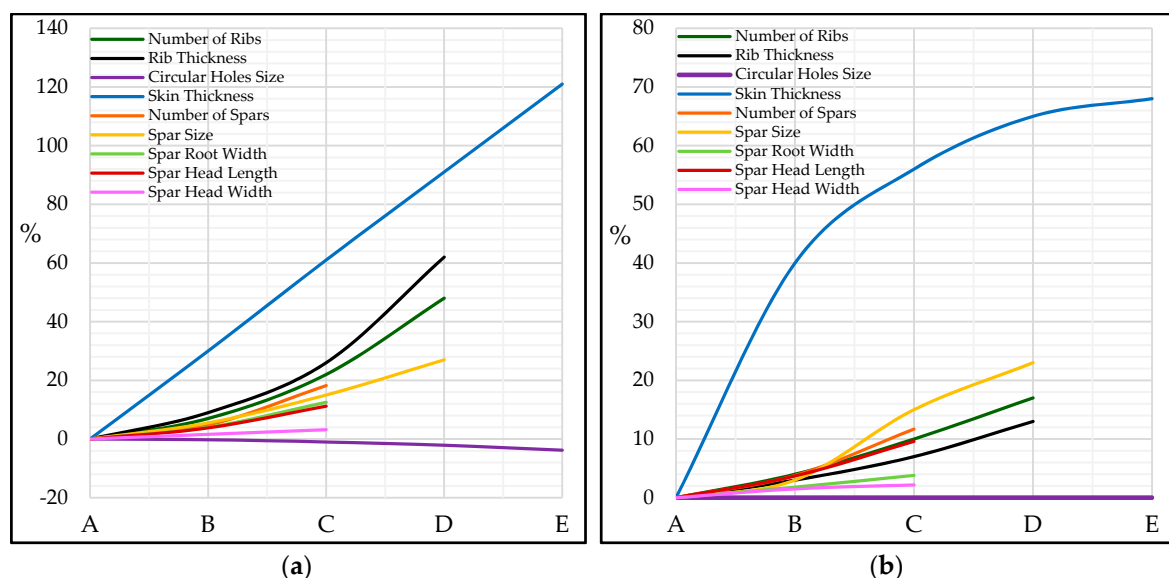 140
120
100
80
60
40
20
0
-20
%
Number of Ribs
Rib Thickness
Circular Holes Size
Skin Thickness
Number of Spars
Spar Size
Spar Root Width
Spar Head Length
Spar Head Width
A B C D E
(a)
80
70
60
50
40
30
20
10
0
%
Number of Ribs
Rib Thickness
Circular Holes Size
Skin Thickness
Number of Spars
Spar Size
Spar Root Width
Spar Head Length
Spar Head Width
A B C D E
(b)